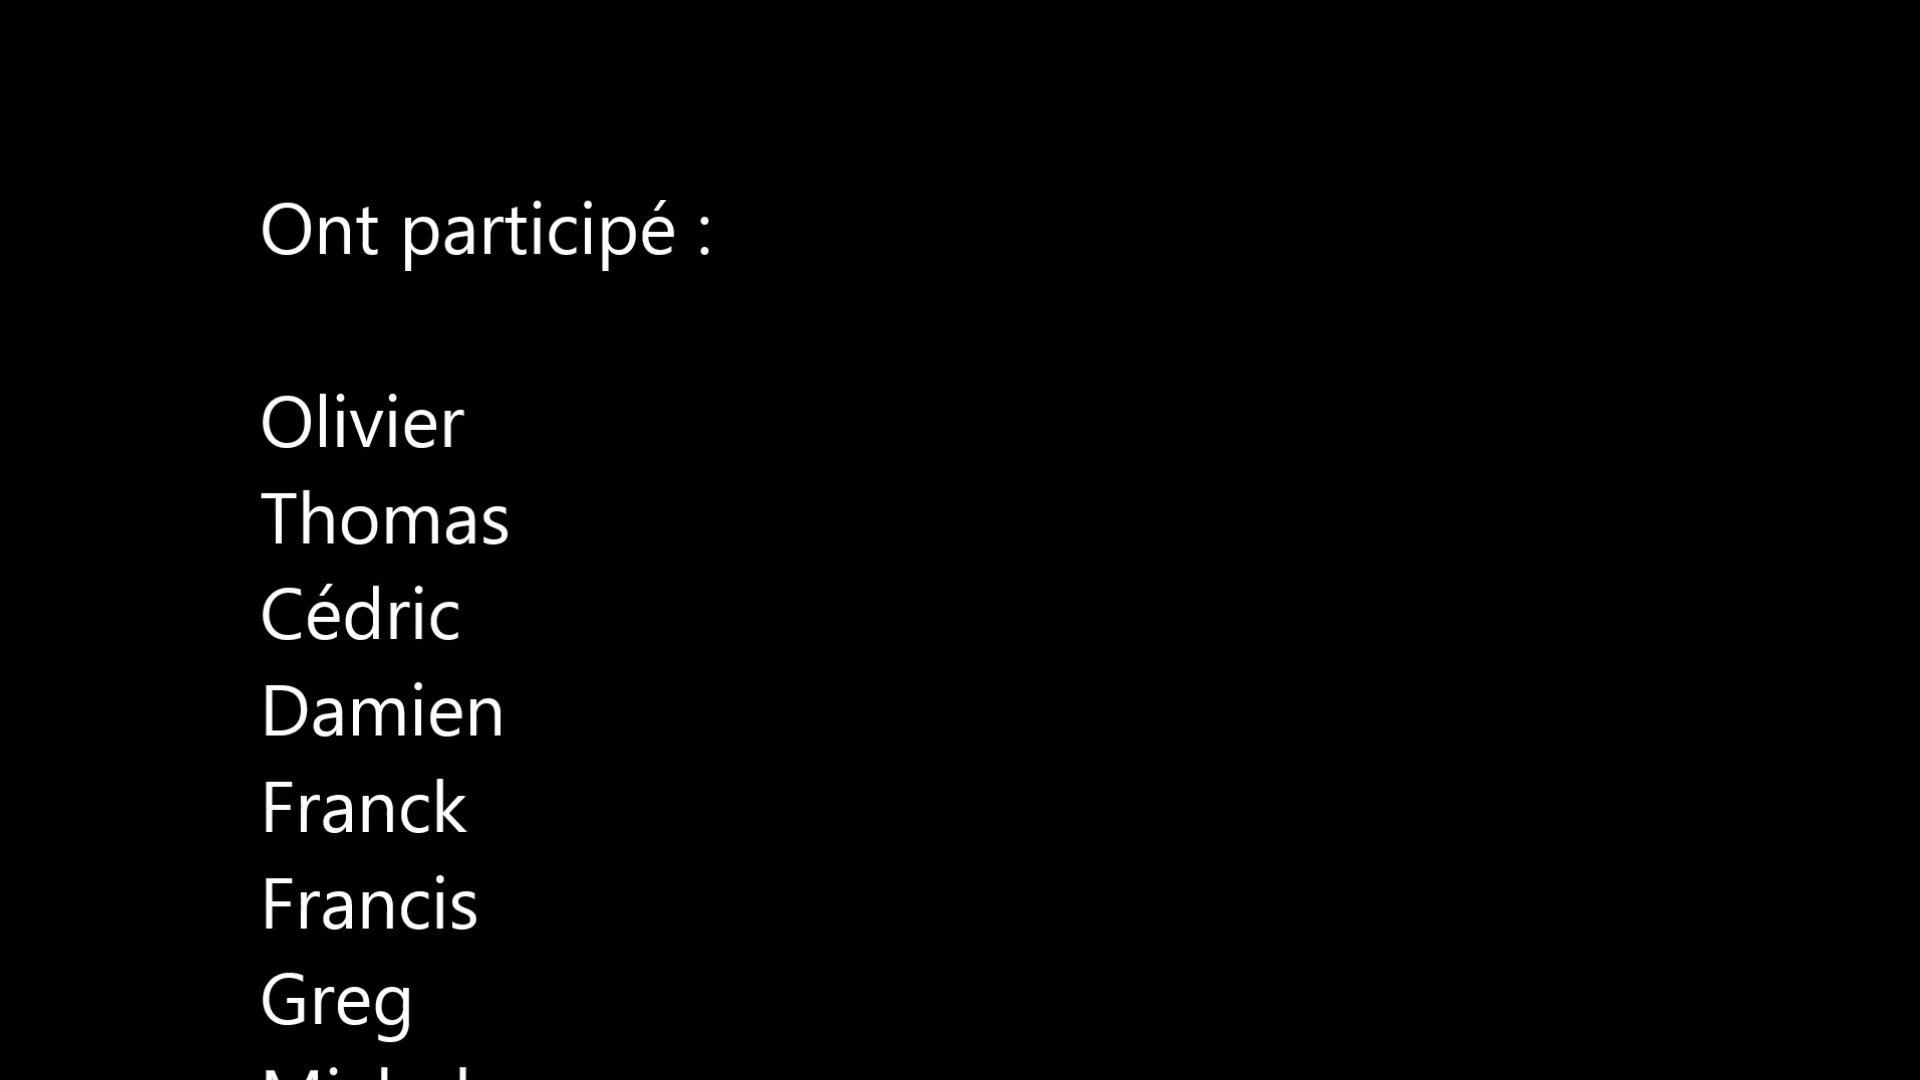 Ont participé :
Olivier
Thomas
Cédric
Damien
Franck
Francis
Greg